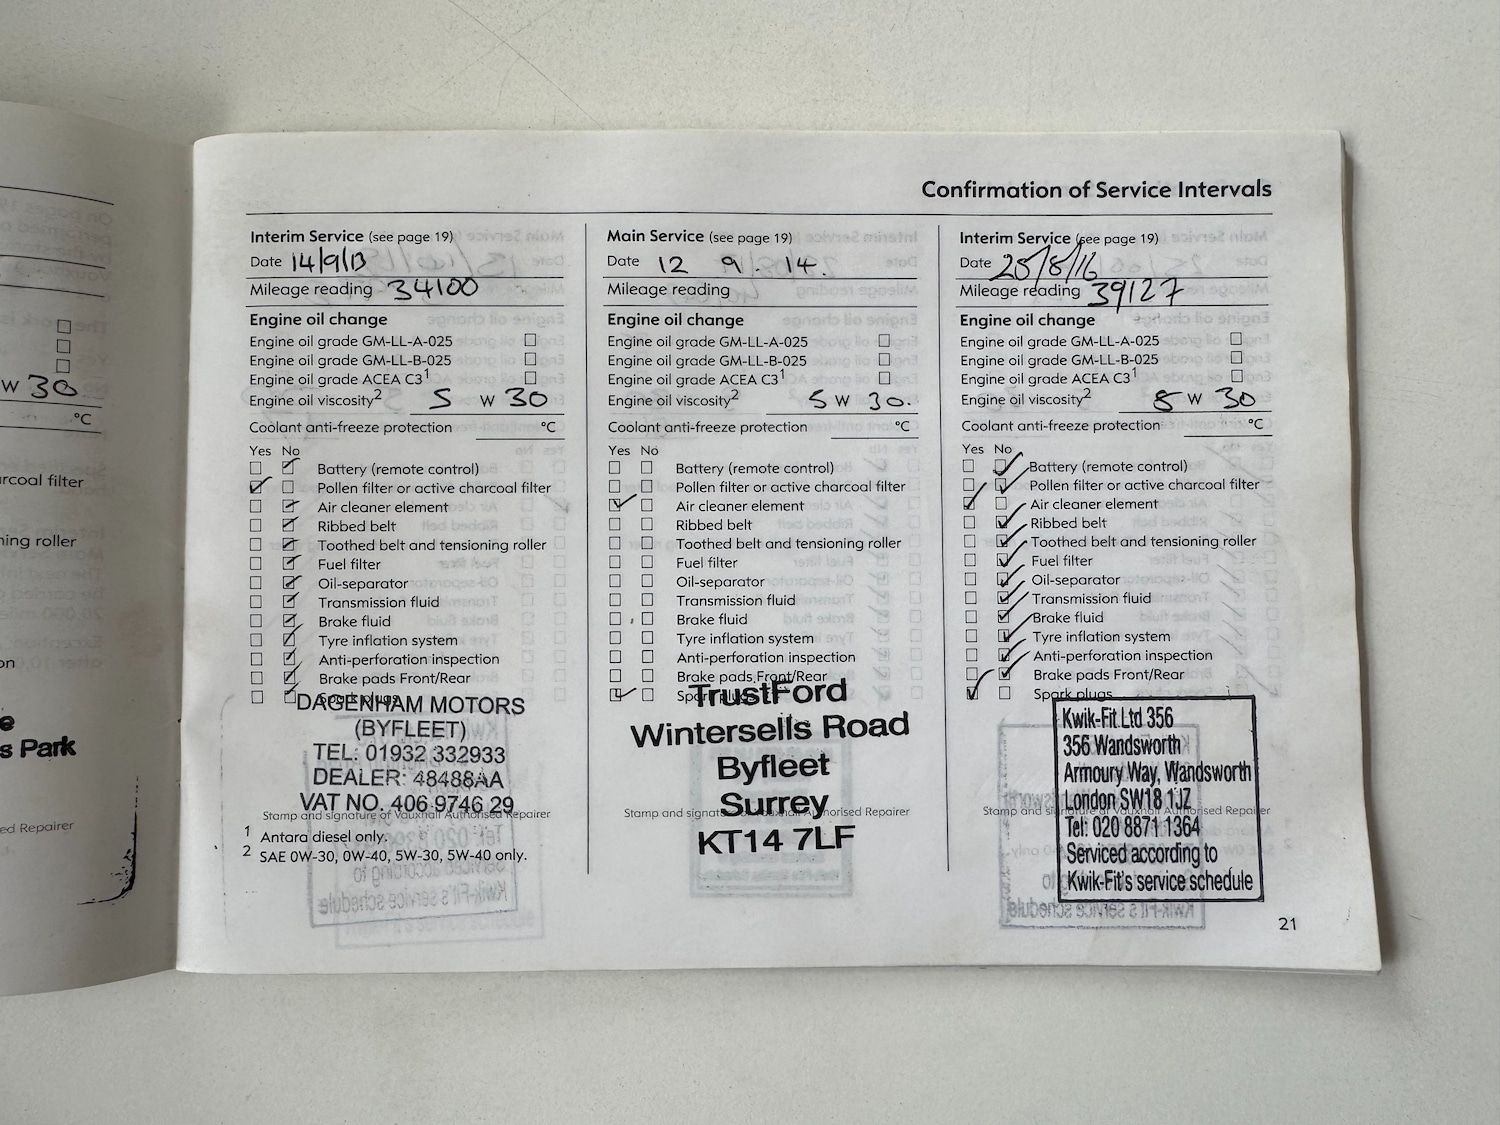 W 30
°C
rcoal filter
ning roller
on
e
s Park
ed Repairer
Confirmation of Service Intervals
Interim Service (see page 19)
Date 14/9/13
Mileage reading 34100
Engine oil change
Engine oil grade GM-LL-A-025
Engine oil grade GM-LL-B-025
Engine oil grade ACEA C3¹
Engine oil viscosity² 5 W 30
Coolant anti-freeze protection °C
Yes No
Battery (remote control)
Pollen filter or active charcoal filter
Air cleaner element
Ribbed belt
Toothed belt and tensioning roller
Fuel filter
Oil-separator
Transmission fluid
Brake fluid
Tyre inflation system
Anti-perforation inspection
Brake pads Front/Rear
Spark plugs
DAGENHAM MOTORS
(BYFLEET)
TEL: 01932 332933
DEALER: 48488AA
VAT NO. 406 9746 29
Stamp and signature of Vauxhall Authorised Repairer
1 Antara diesel only.
2 SAE 0W-30, 0W-40, 5W-30, 5W-40 only.
Main Service (see page 19)
Date 12 9. 14.
Mileage reading
Engine oil change
Engine oil grade GM-LL-A-025
Engine oil grade GM-LL-B-025
Engine oil grade ACEA C3¹
Engine oil viscosity² 5 W 30.
Coolant anti-freeze protection °C
Yes No
Battery (remote control)
Pollen filter or active charcoal filter
Air cleaner element
Ribbed belt
Toothed belt and tensioning roller
Fuel filter
Oil-separator
Transmission fluid
Brake fluid
Tyre inflation system
Anti-perforation inspection
Brake pads Front/Rear
Spark plugs
TrustFord
Wintersells Road
Byfleet
Surrey
Stamp and signature of Vauxhall Authorised Repairer
KT14 7LF
Interim Service (see page 19)
Date 25/8/16
Mileage reading 39127
Engine oil change
Engine oil grade GM-LL-A-025
Engine oil grade GM-LL-B-025
Engine oil grade ACEA C3¹
Engine oil viscosity² W 30
Coolant anti-freeze protection °C
Yes No
Battery (remote control)
Pollen filter or active charcoal filter
Air cleaner element
Ribbed belt
Toothed belt and tensioning roller
Fuel filter
Oil-separator
Transmission fluid
Brake fluid
Tyre inflation system
Anti-perforation inspection
Brake pads Front/Rear
Spark plugs
Kwik-Fit Ltd 356
356 Wandsworth
Armoury Way, Wandsworth
London SW18 1JZ
Stamp and signature of Vauxhall Authorised Repairer
Tel: 020 8871 1364
Serviced according to
Kwik-Fit's service schedule
21